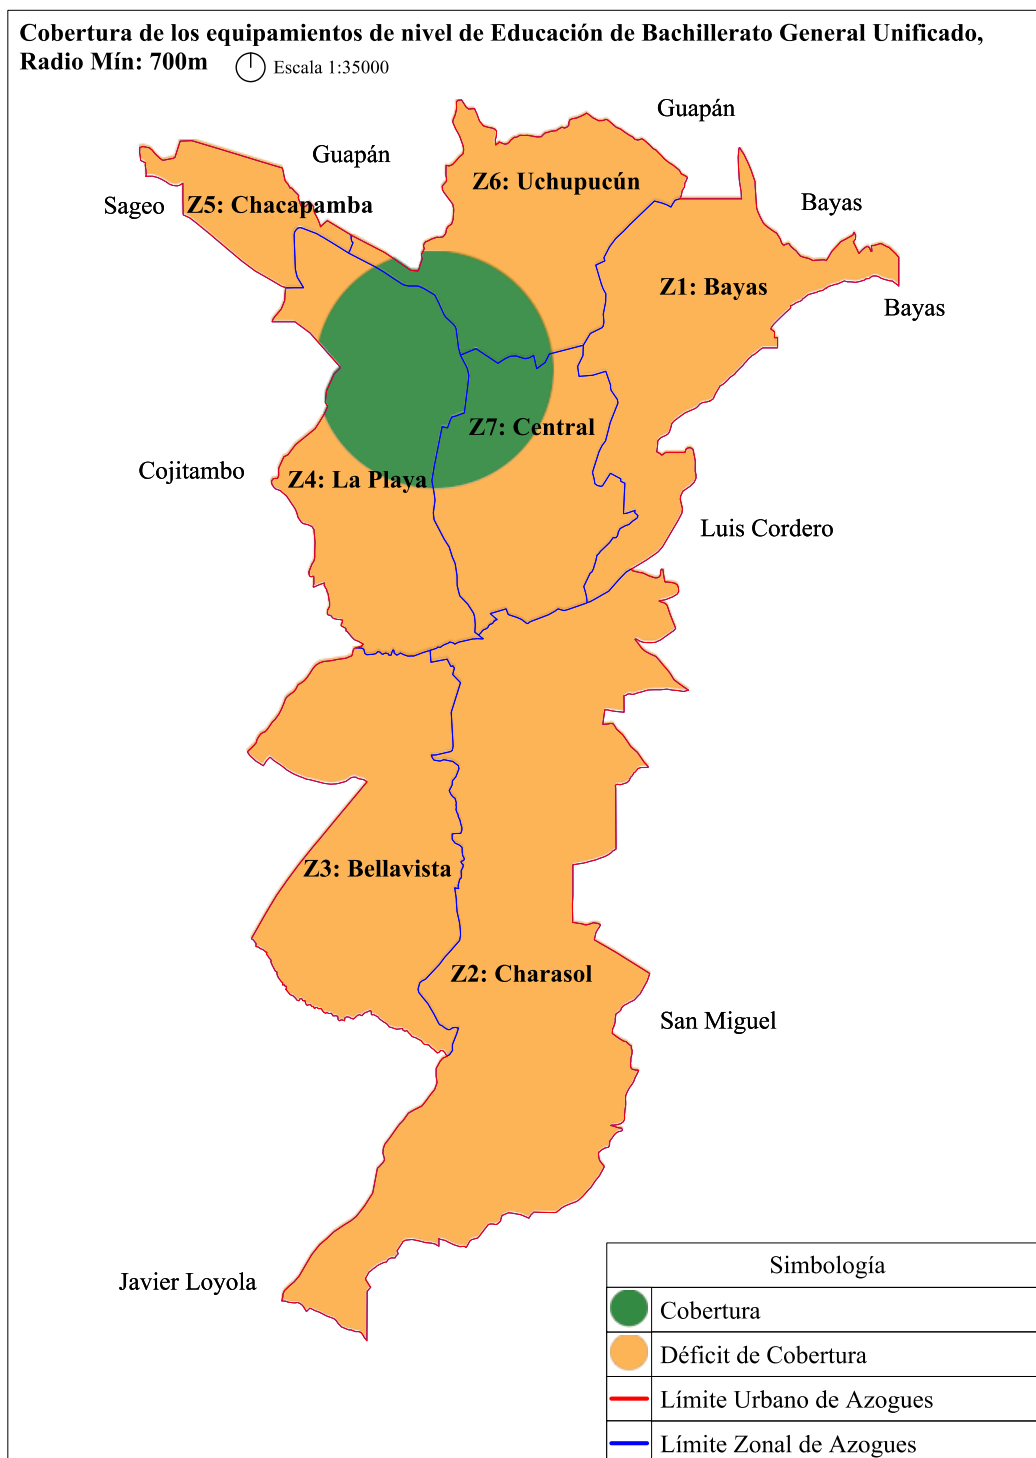 Cobertura de los equipamientos de nivel de Educación de Bachillerato General Unificado,
Radio Mín: 700m
Escala 1:35000
Guapán
Guapán
Z6: Uchupucún
Sageo
Z5: Chacapamba
Bayas
Z1: Bayas
Bayas
Z7: Central
Cojitambo
Z4: La Playa
Luis Cordero
Z3: Bellavista
Z2: Charasol
San Miguel
Javier Loyola
Simbología
Cobertura
Déficit de Cobertura
Límite Urbano de Azogues
Límite Zonal de Azogues